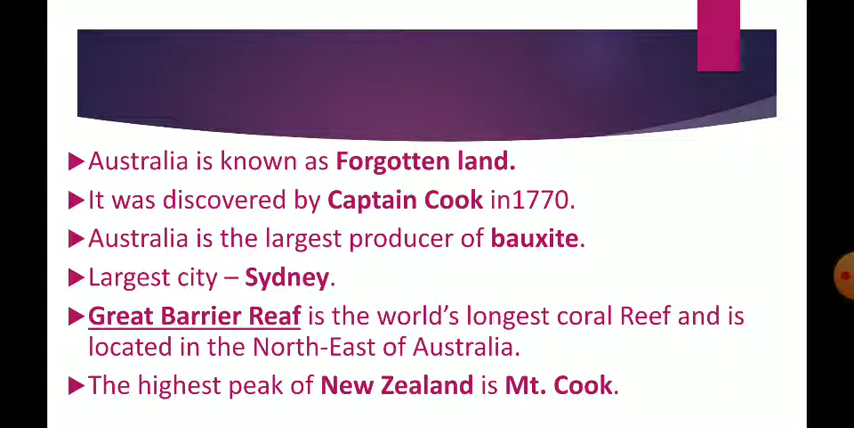 Australia is known as Forgotten land.
It was discovered by Captain Cook in1770.
Australia is the largest producer of bauxite.
Largest city – Sydney.
Great Barrier Reaf is the world's longest coral Reef and is
located in the North-East of Australia.
The highest peak of New Zealand is Mt. Cook.